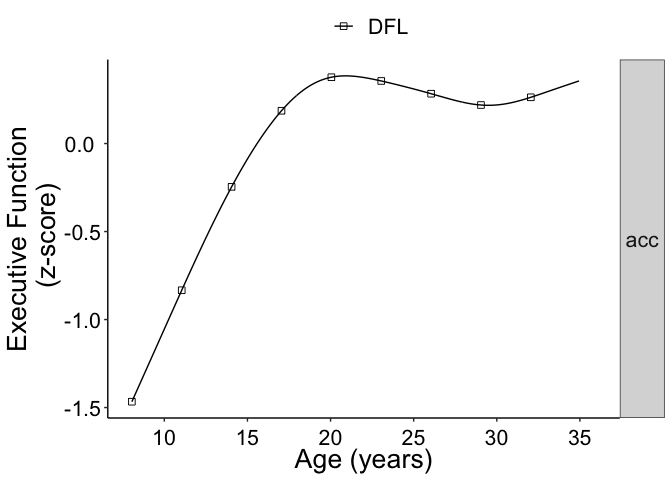 DFL
Executive Function
(z-score)
0.0
-0.5
-1.0
-1.5
acc
10 15 20 25 30 35
Age (years)